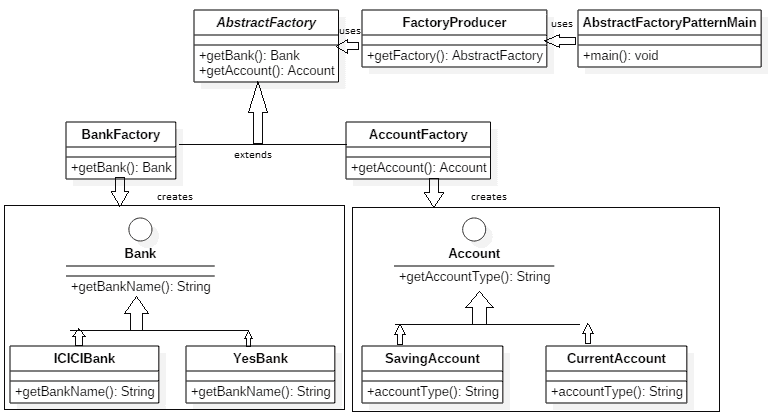 AbstractFactory
+getBank(): Bank
+getAccount(): Account
uses
FactoryProducer
+getFactory(): AbstractFactory
uses
AbstractFactoryPatternMain
+main(): void
BankFactory
+getBank(): Bank
extends
AccountFactory
+getAccount(): Account
creates
creates
Bank
+getBankName(): String
Account
+getAccountType(): String
ICICIBank
+getBankName(): String
YesBank
+getBankName(): String
SavingAccount
+accountType(): String
CurrentAccount
+accountType(): String